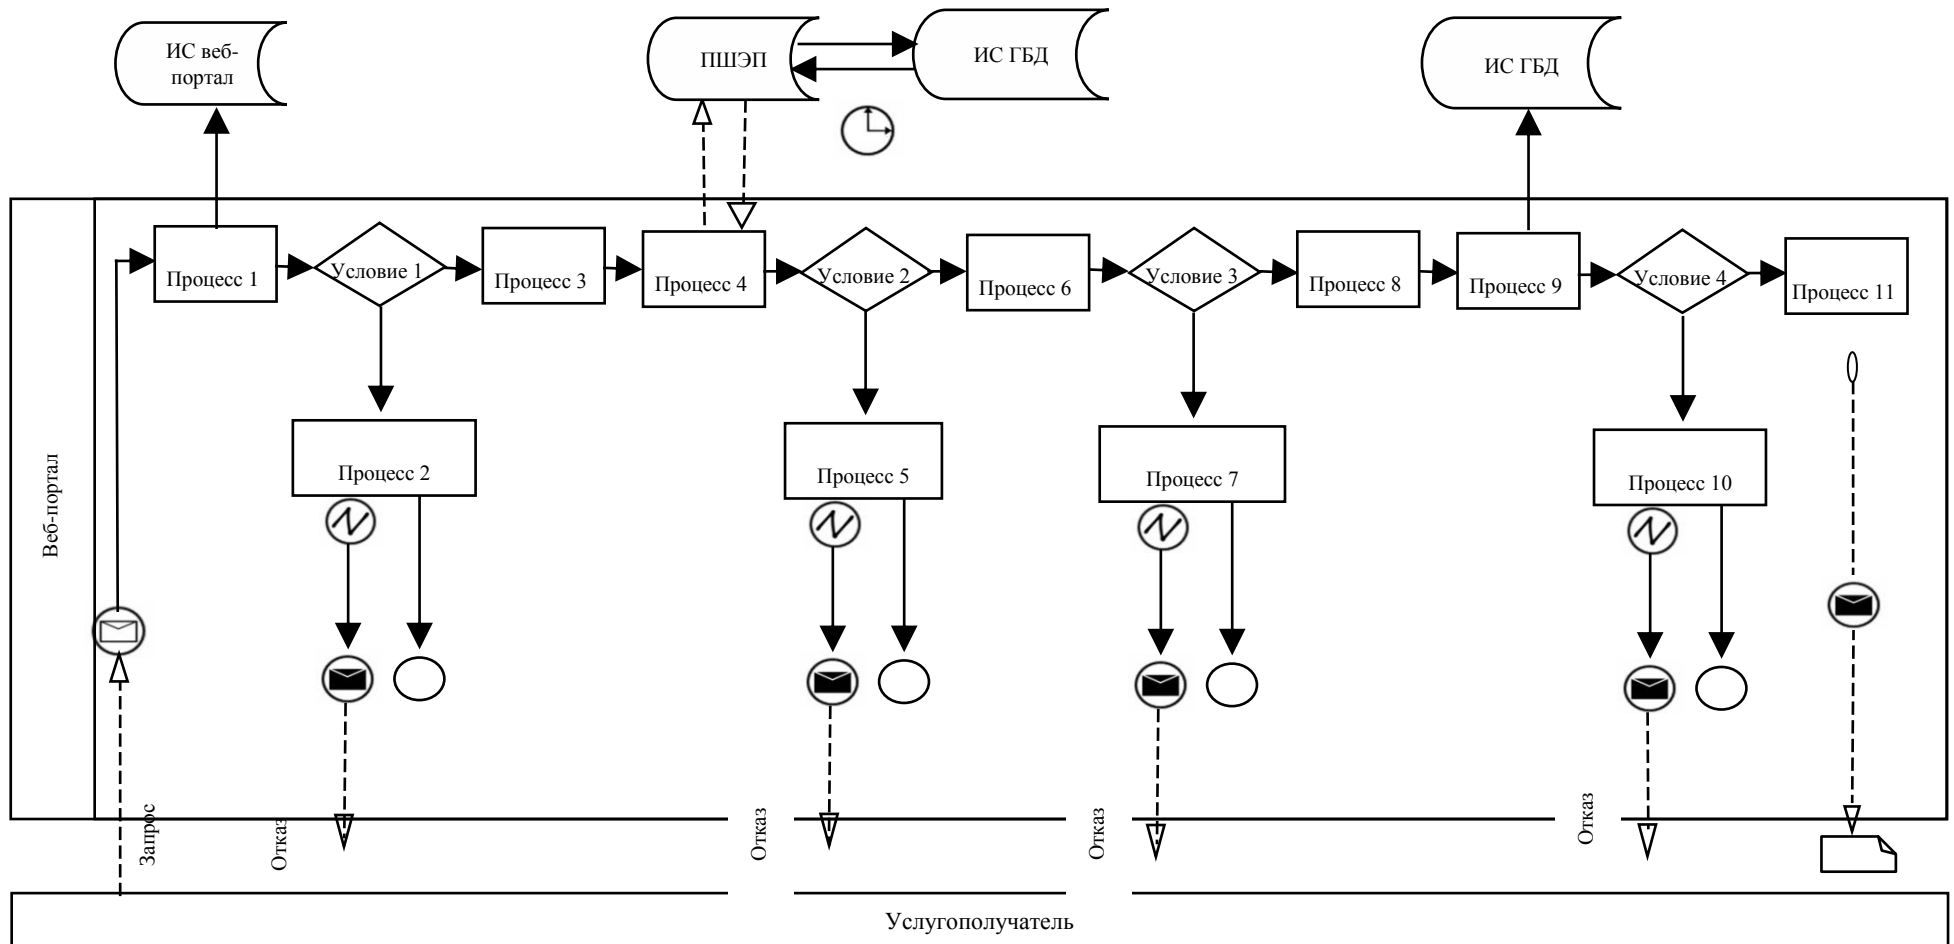 ИС веб-
портал
ПШЭП
ИС ГБД
ИС ГБД
Процесс 1
Условие 1
Процесс 3
Процесс 4
Условие 2
Процесс 6
Условие 3
Процесс 8
Процесс 9
Условие 4
Процесс 11
Процесс 2
Процесс 5
Процесс 7
Процесс 10
Веб-портал
Запрос
Отказ
Отказ
Отказ
Отказ
Услугополучатель